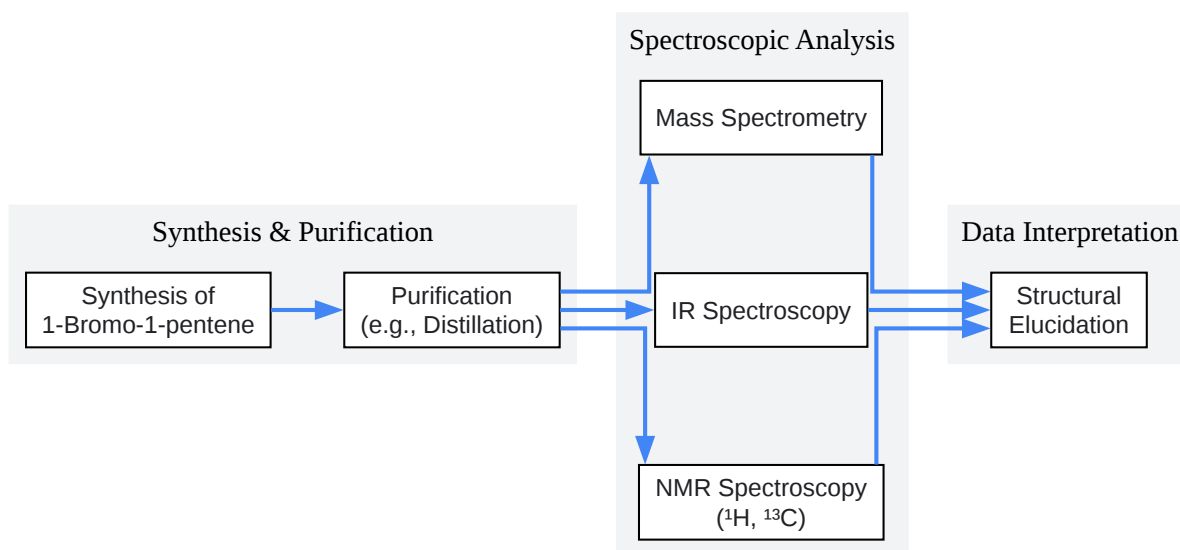 Spectroscopic Analysis
Mass Spectrometry
Synthesis & Purification
Data Interpretation
Synthesis of
1-Bromo-1-pentene
Purification
(e.g., Distillation)
IR Spectroscopy
Structural
Elucidation
NMR Spectroscopy
(¹H, ¹³C)